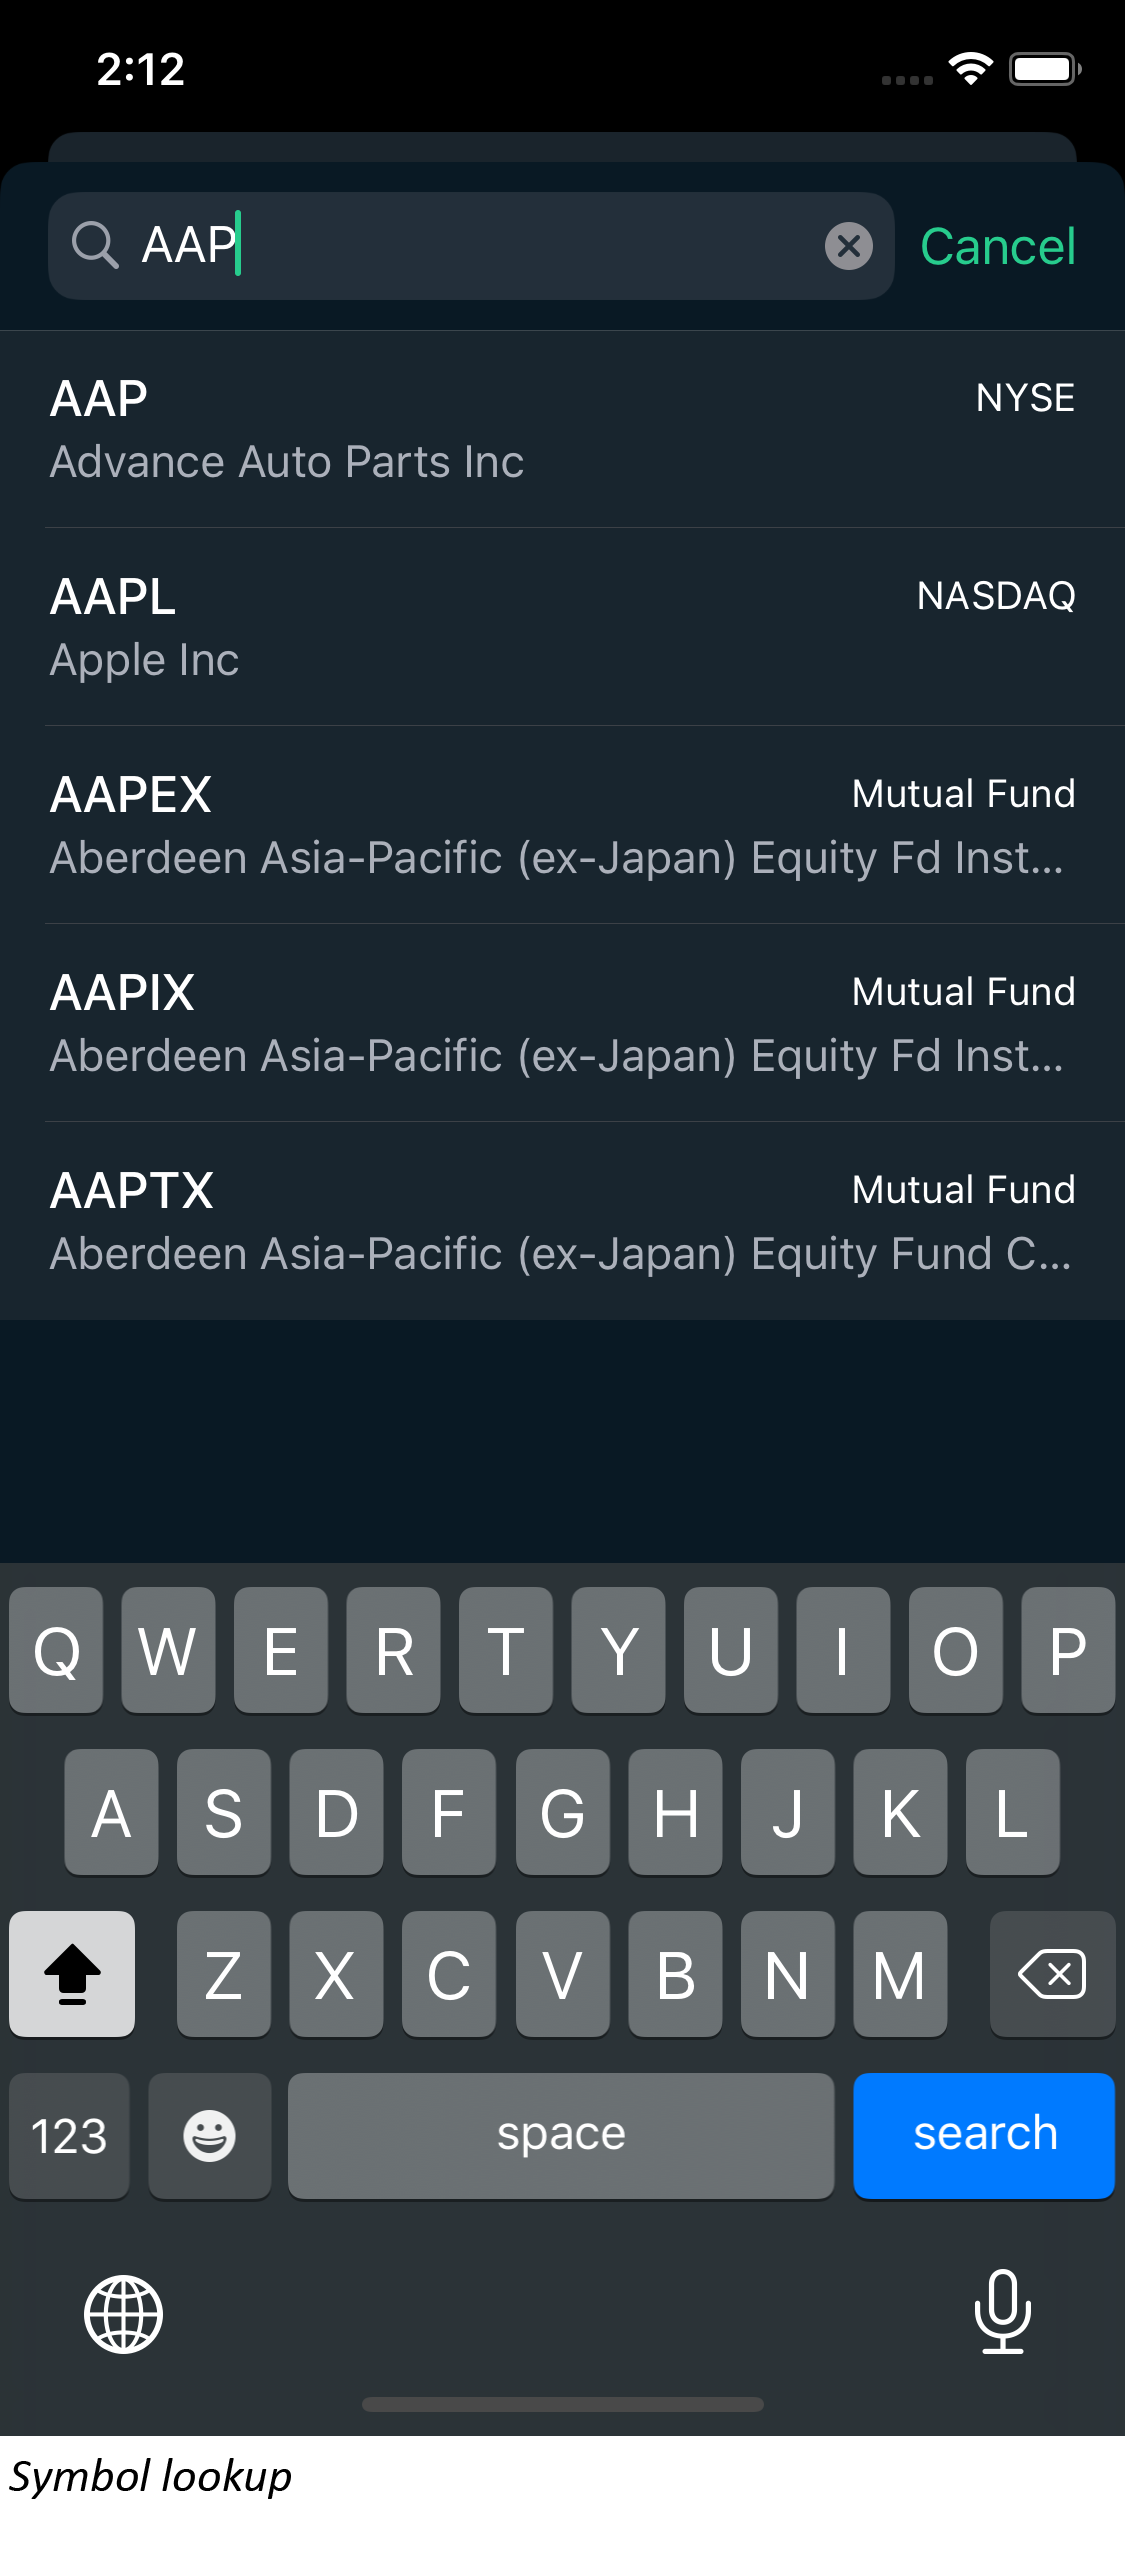 2:12
AAP
Cancel
AAP NYSE
Advance Auto Parts Inc
AAPL NASDAQ
Apple Inc
AAPEX Mutual Fund
Aberdeen Asia-Pacific (ex-Japan) Equity Fd Inst...
AAPIX Mutual Fund
Aberdeen Asia-Pacific (ex-Japan) Equity Fd Inst...
AAPTX Mutual Fund
Aberdeen Asia-Pacific (ex-Japan) Equity Fund C...
Q W E R T Y U I O P
A S D F G H J K L
Z X C V B N M
123 space search
Symbol lookup